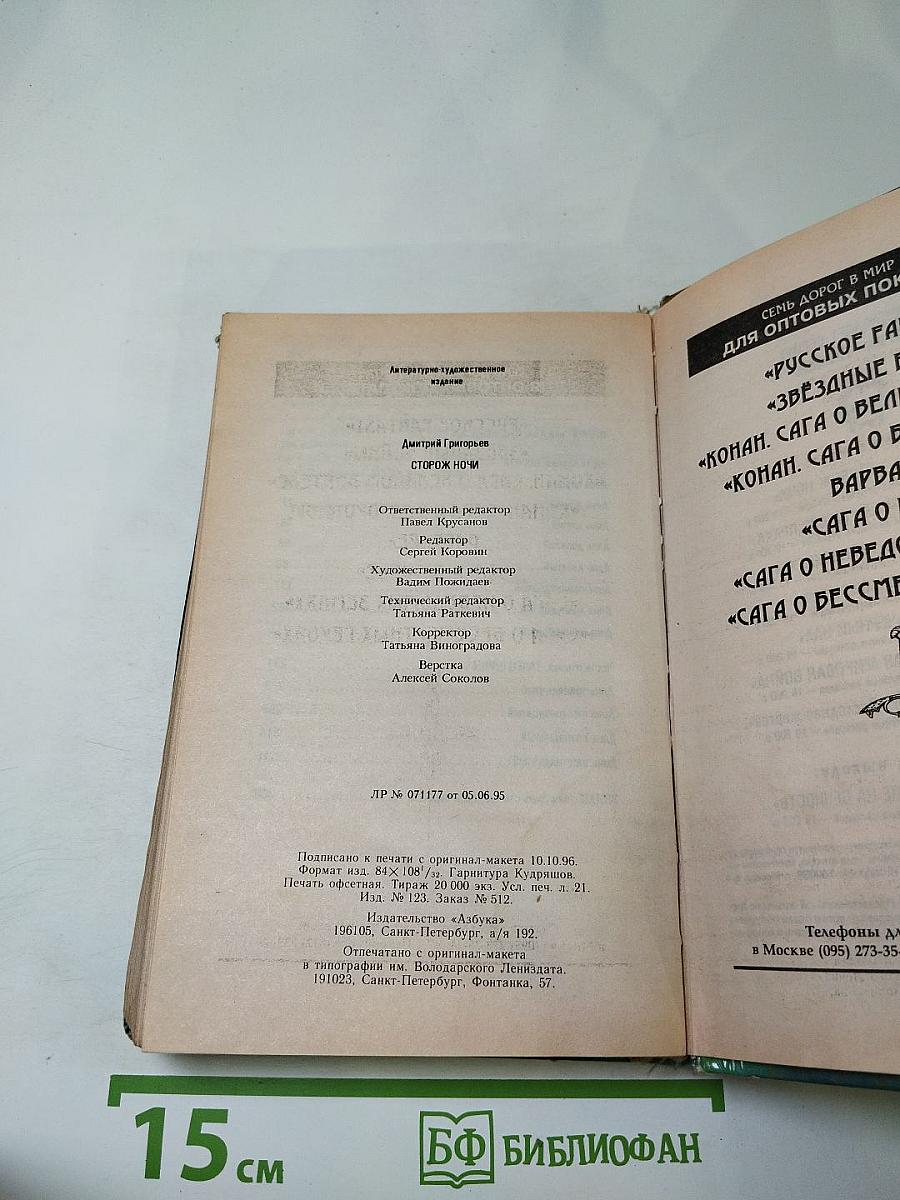 Литературно-художественное
издание
Дмитрий Григорьев
СТОРОЖ НОЧИ
Ответственный редактор
Павел Крусанов
Редактор
Сергей Коровин
Художественный редактор
Вадим Пожидаев
Технический редактор
Татьяна Раткевич
Корректор
Татьяна Виноградова
Верстка
Алексей Соколов
ЛР № 071177 от 05.06.95
Подписано к печати с оригинал-макета 10.10.96.
Формат изд. 84×108¹/₃₂. Гарнитура Кудряшов.
Печать офсетная. Тираж 20 000 экз. Усл. печ. л. 21.
Изд. № 123. Заказ № 512.
Издательство «Азбука»
196105, Санкт-Петербург, а/я 192.
Отпечатано с оригинал-макета
в типографии им. Володарского Лениздата.
191023, Санкт-Петербург, Фонтанка, 57.
СЕМЬ ДОРОГ В МИР
ДЛЯ ОПТОВЫХ ПОК
«РУССКОЕ
«ЗВЁЗДНЫЕ
«КОНАН. САГА О ВЕЛ
«КОНАН. САГА О Б
ВАРВА
«САГА О
«САГА О НЕВЕДО
«САГА О БЕССМЕ
Телефоны дл
в Москве (095) 273-35-
15 см
БФ БИБЛИОФАН